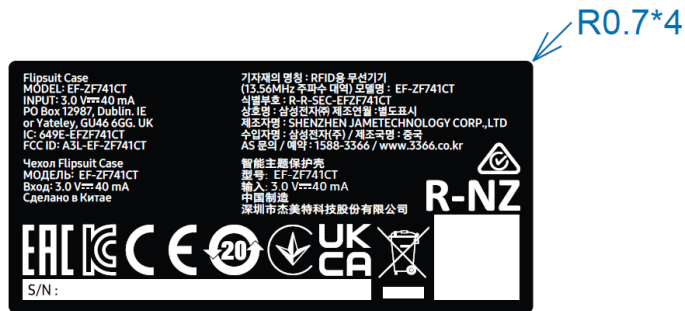 R0.7*4
Flipsuit Case
MODEL: EF-ZF741CT
INPUT: 3.0 V⎓40 mA
PO Box 12987, Dublin. IE
or Yateley, GU46 6GG. UK
IC: 649E-EFZF741CT
FCC ID: A3L-EF-ZF741CT
Чехол Flipsuit Case
МОДЕЛЬ: EF-ZF741CT
Вход: 3.0 V⎓40 mA
Сделано в Китае
기자재의 명칭 : RFID용 무선기기
(13.56MHz 주파수 대역) 모델명 : EF-ZF741CT
식별부호 : R-R-SEC-EFZF741CT
상호명 : 삼성전자㈜ 제조연월 :별도표시
제조자명 : SHENZHEN JAMETECHNOLOGY CORP.,LTD
수입자명 : 삼성전자(주) / 제조국명 : 중국
AS 문의 / 예약 : 1588-3366 / www.3366.co.kr
智能主题保护壳
型号: EF-ZF741CT
输入: 3.0 V⎓40 mA
中国制造
深圳市杰美特科技股份有限公司
R-NZ
EAC KC CE 20 UK
CA
S/N :